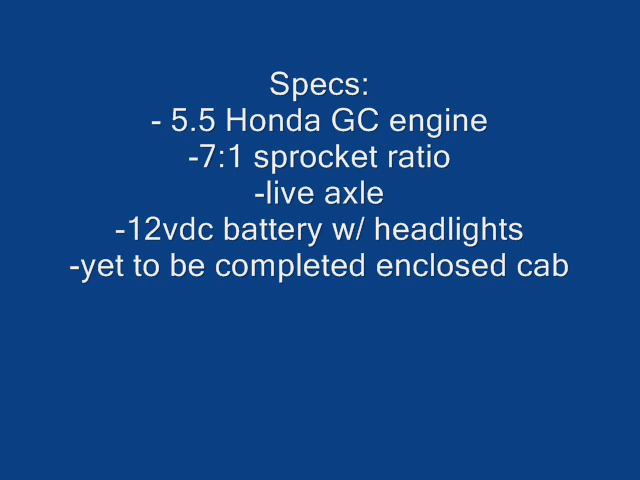 Specs:
- 5.5 Honda GC engine
-7:1 sprocket ratio
-live axle
-12vdc battery w/ headlights
-yet to be completed enclosed cab